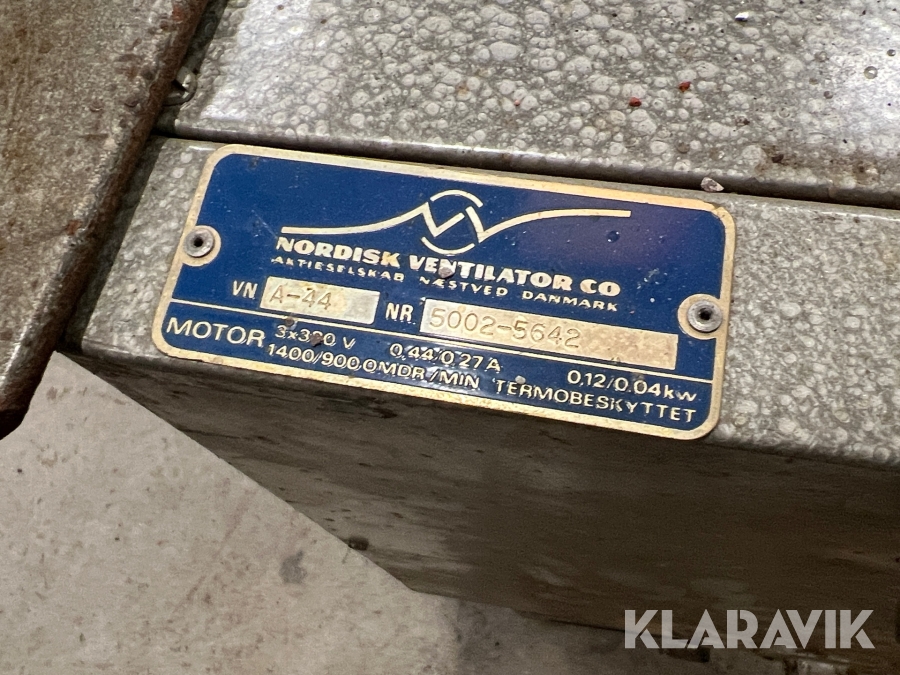 NORDISK VENTILATOR CO
AKTIESELSKAB NÆSTVED DANMARK
VN A-44 NR. 5002-5642
MOTOR 3x380 V 0,44/0,27 A 0,12/0,04 kw
1400/900 OMDR/MIN TERMOBESKYTTET
KLARAVIK